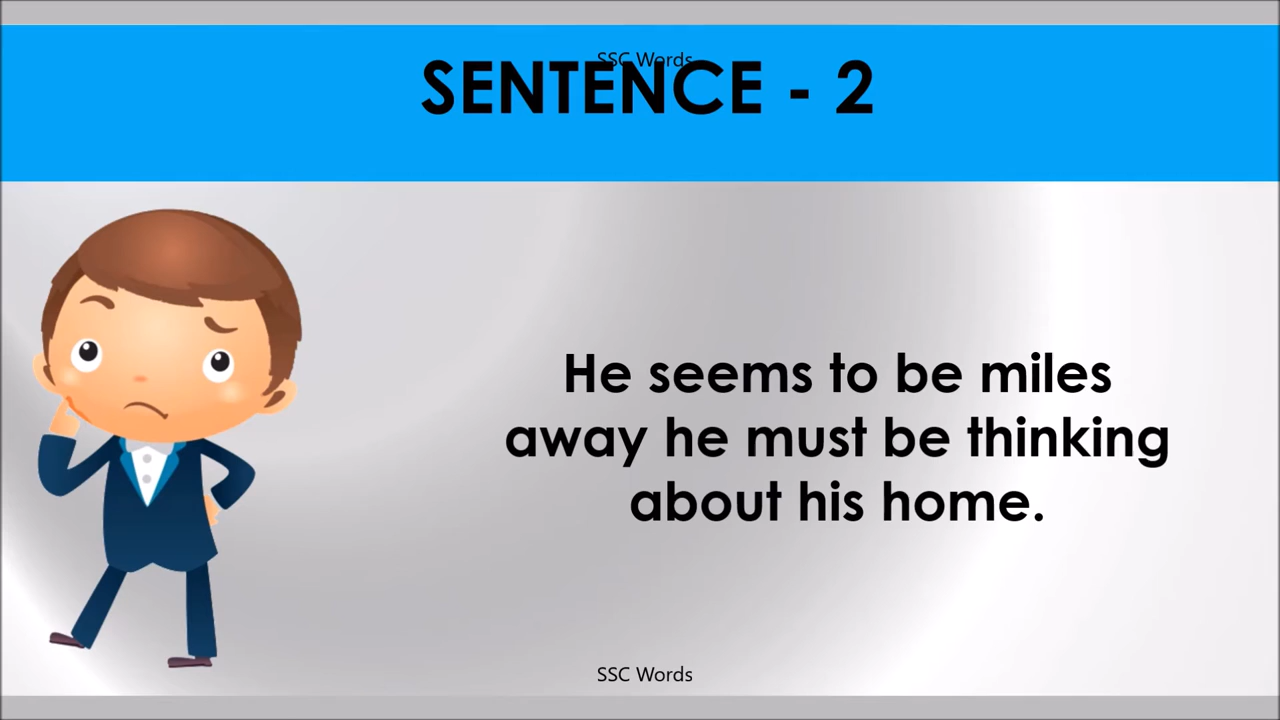 SSC Words
SENTENCE - 2
He seems to be miles
away he must be thinking
about his home.
SSC Words